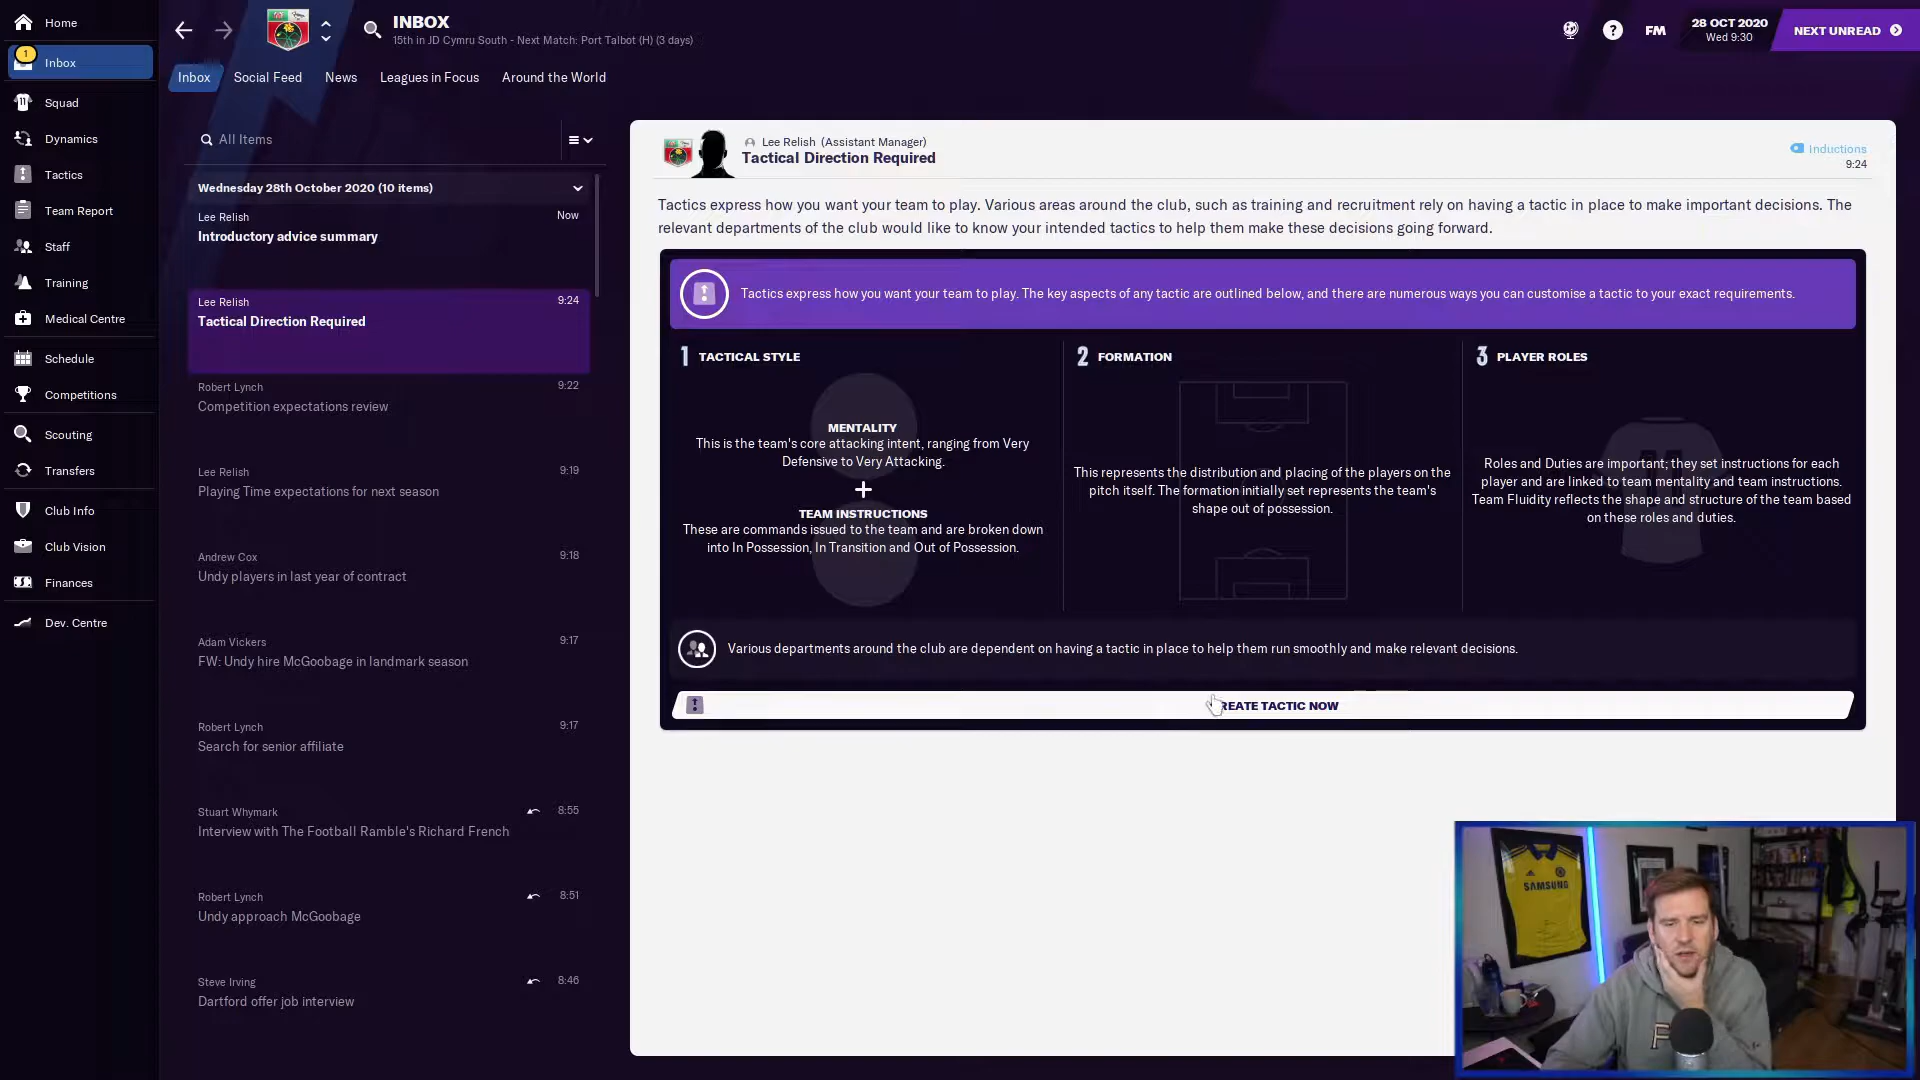 Home
1
Inbox
Squad
Dynamics
Tactics
Team Report
Staff
Training
Medical Centre
Schedule
Competitions
Scouting
Transfers
Club Info
Club Vision
Finances
Dev. Centre
INBOX
15th in JD Cymru South - Next Match: Port Talbot (H) (3 days)
?
FM
28 OCT 2020
Wed 9:30
NEXT UNREAD
Inbox Social Feed News Leagues in Focus Around the World
All Items
Wednesday 28th October 2020 (10 items)
Lee Relish Now
Introductory advice summary
Lee Relish 9:24
Tactical Direction Required
Robert Lynch 9:22
Competition expectations review
Lee Relish 9:19
Playing Time expectations for next season
Andrew Cox 9:18
Undy players in last year of contract
Adam Vickers 9:17
FW: Undy hire McGoobage in landmark season
Robert Lynch 9:17
Search for senior affiliate
Stuart Whymark 8:55
Interview with The Football Ramble's Richard French
Robert Lynch 8:51
Undy approach McGoobage
Steve Irving 8:46
Dartford offer job interview
Lee Relish (Assistant Manager)
Tactical Direction Required
Inductions
9:24
Tactics express how you want your team to play. Various areas around the club, such as training and recruitment rely on having a tactic in place to make important decisions. The
relevant departments of the club would like to know your intended tactics to help them make these decisions going forward.
Tactics express how you want your team to play. The key aspects of any tactic are outlined below, and there are numerous ways you can customise a tactic to your exact requirements.
1 TACTICAL STYLE
MENTALITY
This is the team's core attacking intent, ranging from Very
Defensive to Very Attacking.
+
TEAM INSTRUCTIONS
These are commands issued to the team and are broken down
into In Possession, In Transition and Out of Possession.
2 FORMATION
This represents the distribution and placing of the players on the
pitch itself. The formation initially set represents the team's
shape out of possession.
3 PLAYER ROLES
Roles and Duties are important; they set instructions for each
player and are linked to team mentality and team instructions.
Team Fluidity reflects the shape and structure of the team based
on these roles and duties.
Various departments around the club are dependent on having a tactic in place to help them run smoothly and make relevant decisions.
REATE TACTIC NOW
SAMSUNG